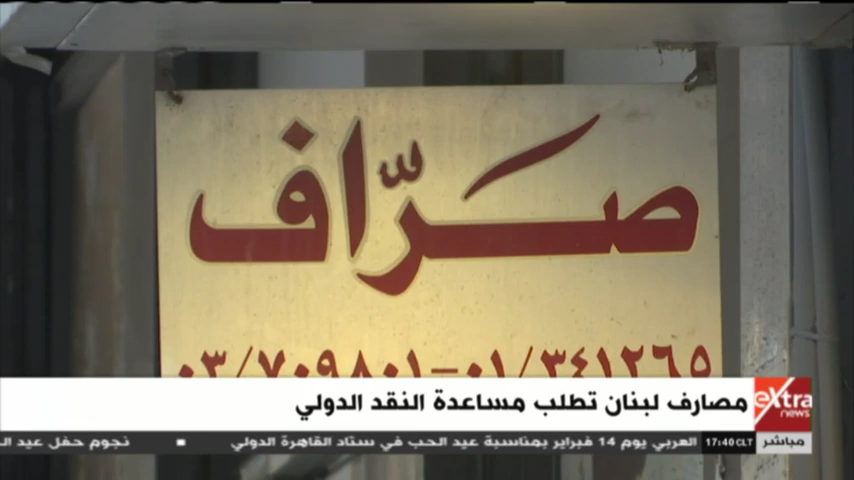 صَرّاف
٠٣/٧٠٩٨٠١-٠١/٣٤١٢٦٥
مصارف لبنان تطلب مساعدة النقد الدولي
eXtra
news
مباشر
17:40 CLT
العربي يوم 14 فبراير بمناسبة عيد الحب في ستاد القاهرة الدولي ■ نجوم حفل عيد